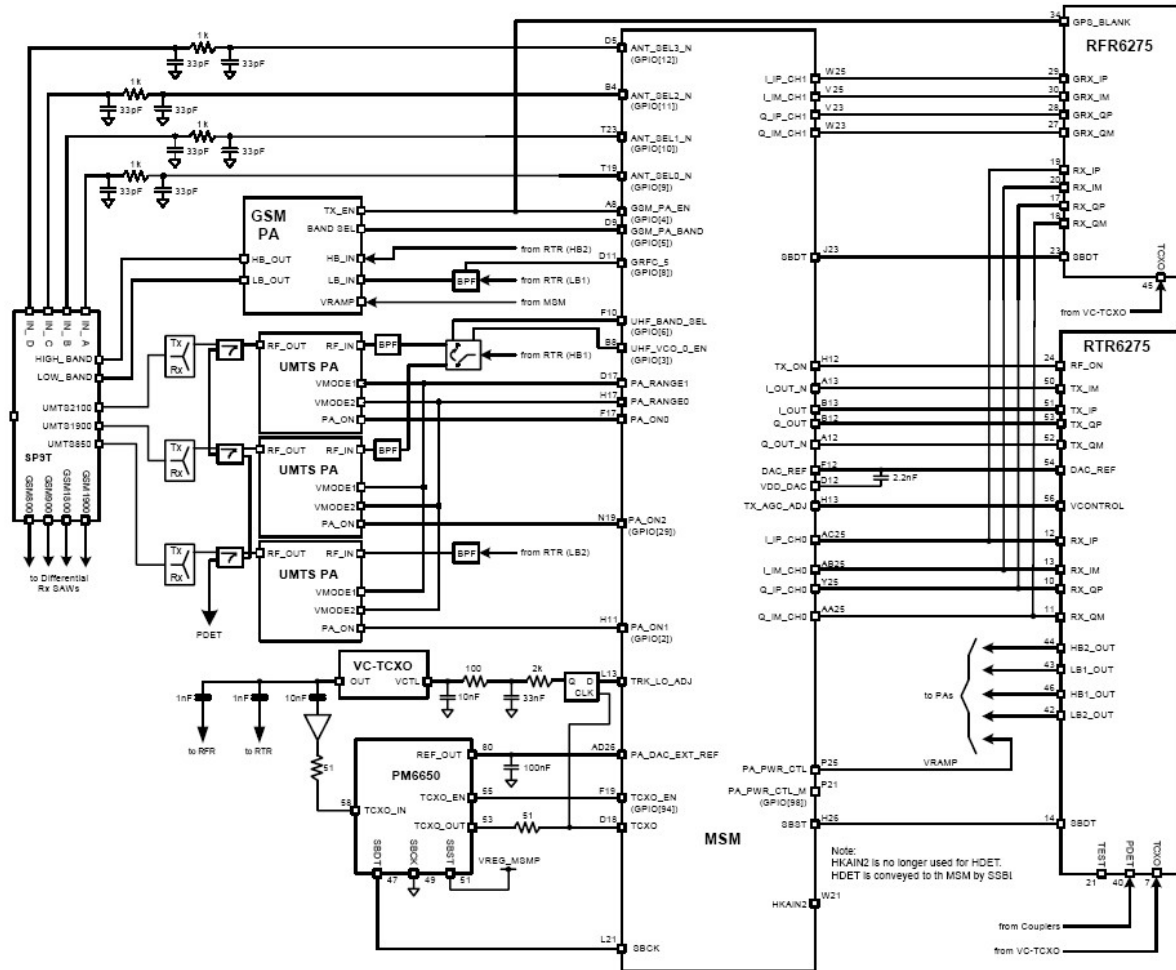 34 GPS_BLANK
RFR6275
1k
33pF 33pF
D5 ANT_SEL3_N
(GPIO[12])
I_IP_CH1 W25 29 GRX_IP
1k
33pF 33pF
B4 ANT_SEL2_N
(GPIO[11])
I_IM_CH1 V25 30 GRX_IM
Q_IP_CH1 V23 28 GRX_QP
Q_IM_CH1 W23 27 GRX_QM
1k
33pF 33pF
T23 ANT_SEL1_N
(GPIO[10])
1k
33pF 33pF
T19 ANT_SEL0_N
(GPIO[9])
19 RX_IP
20 RX_IM
17 RX_QP
18 RX_QM
GSM
PA
TX_EN A8 GSM_PA_EN
(GPIO[4])
BAND SEL D9 GSM_PA_BAND
(GPIO[5])
HB_OUT HB_IN from RTR (HB2)
D11 GRFC_5
(GPIO[8])
LB_OUT LB_IN BPF from RTR (LB1)
VRAMP from MSM
SBDT J23 23 SBDT
TCXO
45
from VC-TCXO
IN_D
IN_C
IN_B
IN_A
HIGH_BAND
LOW_BAND
UMTS2100
UMTS1900
UMTS850
SP9T
GSM800
GSM900
GSM1800
GSM1900
to Differential
Rx SAWs
F10 UHF_BAND_SEL
(GPIO[6])
B8 UHF_VCO_0_EN
(GPIO[3])
from RTR (HB1)
Tx
Rx
RF_OUT RF_IN BPF
UMTS PA
VMODE1 D17 PA_RANGE1
VMODE2 H17 PA_RANGE0
PA_ON F17 PA_ON0
Tx
Rx
RF_OUT RF_IN BPF
UMTS PA
VMODE1
VMODE2
PA_ON N19 PA_ON2
(GPIO[29])
Tx
Rx
RF_OUT RF_IN BPF from RTR (LB2)
UMTS PA
VMODE1
VMODE2
PA_ON H11 PA_ON1
(GPIO[2])
PDET
RTR6275
TX_ON H12 24 RF_ON
I_OUT_N A13 50 TX_IM
I_OUT B13 51 TX_IP
Q_OUT B12 53 TX_QP
Q_OUT_N A12 52 TX_QM
DAC_REF F12 54 DAC_REF
VDD_DAC D12 2.2nF
TX_AGC_ADJ H13 56 VCONTROL
I_IP_CH0 AC25 12 RX_IP
I_IM_CH0 AB25 13 RX_IM
Q_IP_CH0 Y25 10 RX_QP
Q_IM_CH0 AA25 11 RX_QM
44 HB2_OUT
43 LB1_OUT
to PAs
46 HB1_OUT
42 LB2_OUT
VRAMP
PA_PWR_CTL P25
PA_PWR_CTL_M P21
(GPIO[98])
SBST H26 14 SBDT
VC-TCXO
OUT VCTL
100 2k
10nF 33nF
Q D
CLK
L13 TRK_LO_ADJ
1nF 1nF 10nF
to RFR to RTR
51
PM6650
REF_OUT 80 AD26 PA_DAC_EXT_REF
100nF
58 TCXO_IN
TCXO_EN 55 F19 TCXO_EN
(GPIO[94])
TCXO_OUT 53 51 D18 TCXO
SBDT
SBCK
SBST
47 49 51
VREG_MSMP
MSM
Note:
HKAIN2 is no longer used for HDET.
HDET is conveyed to th MSM by SSBI.
HKAIN2 W21
L21 SBCK
TEST
PDET
TCXO
21 40 7
from Couplers
from VC-TCXO